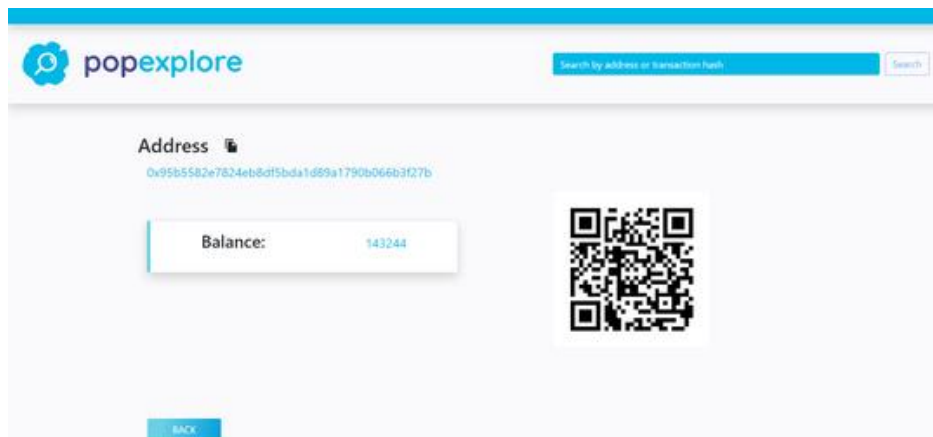 popexplore
Search by address or transaction hash
Search
Address
0x95b5582e7824eb8df5bda1d89a1790b066b3f27b
Balance:
143244
BACK